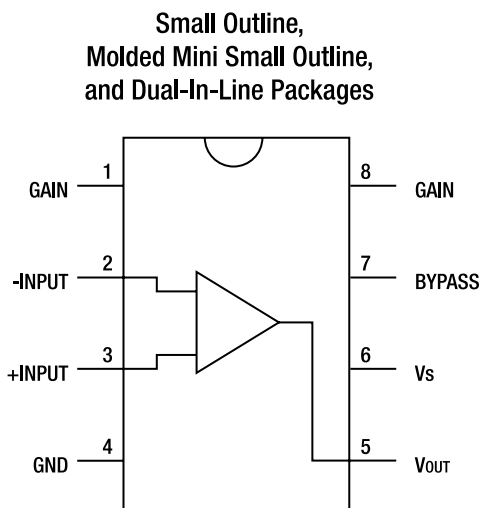 Small Outline,
Molded Mini Small Outline,
and Dual-In-Line Packages
GAIN 1 8 GAIN
-INPUT 2 7 BYPASS
+INPUT 3 6 Vs
GND 4 5 VOUT